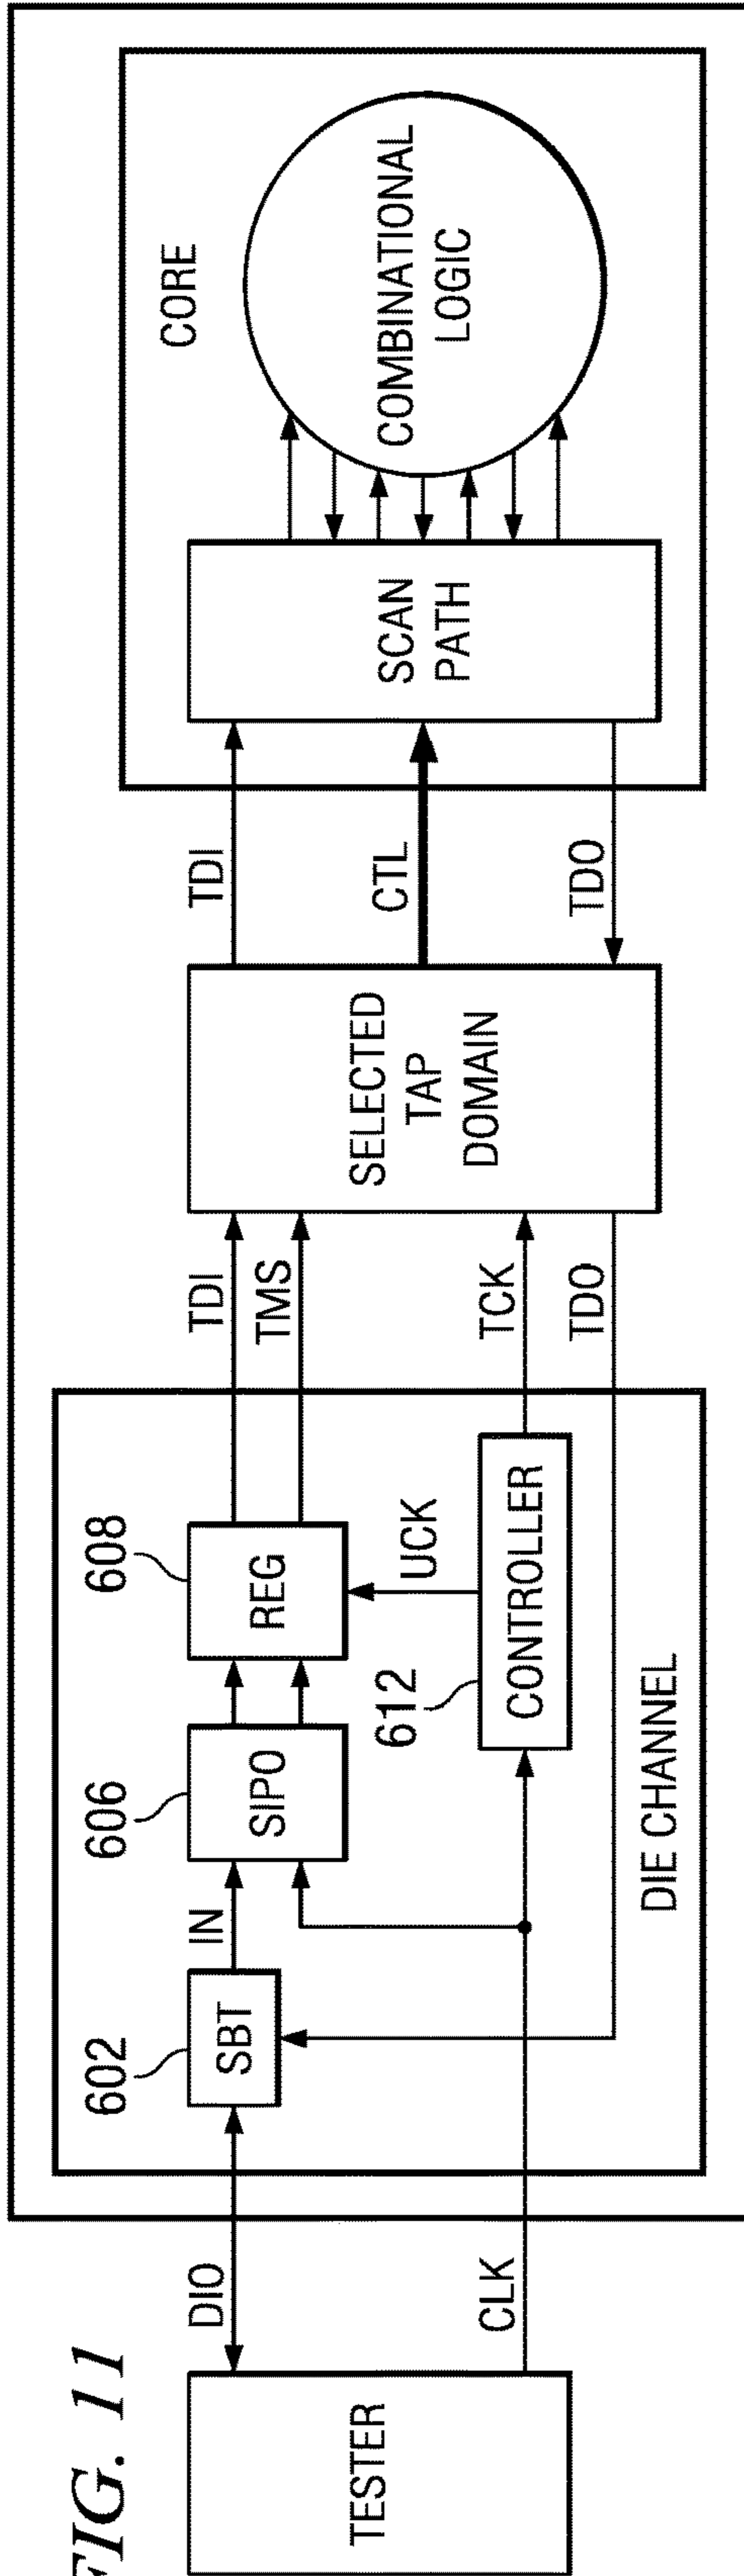 FIG. 11
TESTER
DIO
CLK
602
SBT
IN
606
SIPO
608
REG
612
UCK
CONTROLLER
DIE CHANNEL
TDI
TMS
TCK
TDO
SELECTED
TAP
DOMAIN
TDI
CTL
TDO
CORE
SCAN
PATH
COMBINATIONAL
LOGIC